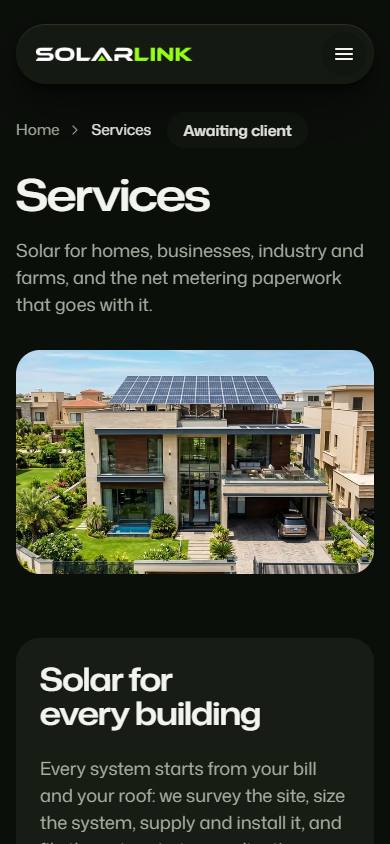 SOLARLINK
Home > Services Awaiting client
Services
Solar for homes, businesses, industry and
farms, and the net metering paperwork
that goes with it.
Solar for
every building
Every system starts from your bill
and your roof: we survey the site, size
the system, supply and install it, and